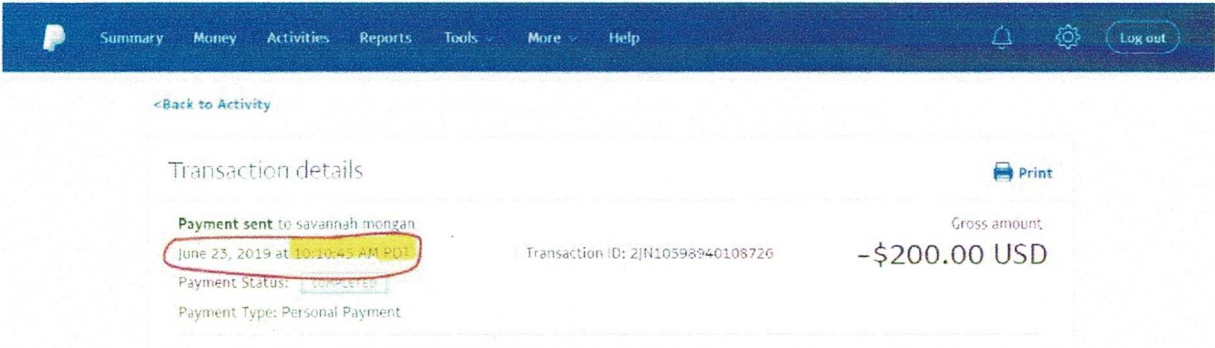 Summary Money Activities Reports Tools More Help Log out
<Back to Activity
Transaction details Print
Payment sent to savannah mongan Gross amount
June 23, 2019 at 10:10:45 AM PDT Transaction ID: 2JN10598940108726 -$200.00 USD
Payment Status: COMPLETED
Payment Type: Personal Payment